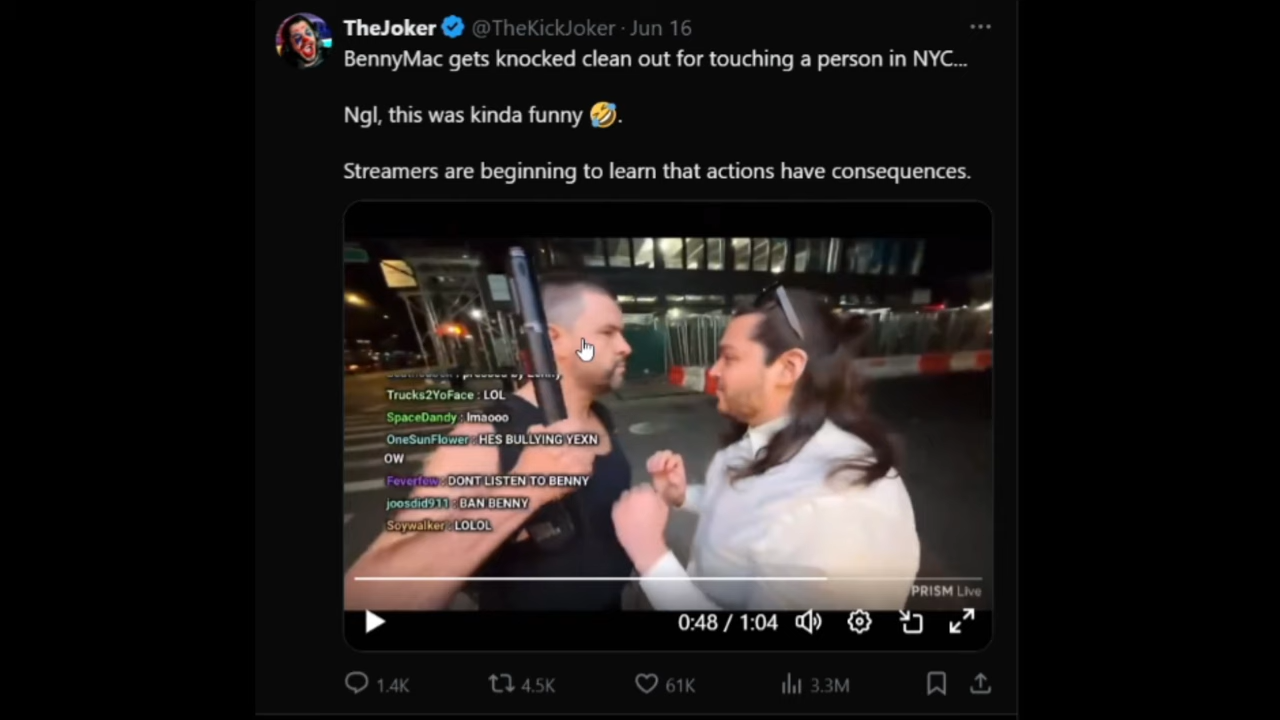 TheJoker @TheKickJoker · Jun 16
BennyMac gets knocked clean out for touching a person in NYC...
Ngl, this was kinda funny 🤣.
Streamers are beginning to learn that actions have consequences.
pressed by
Trucks2YoFace : LOL
SpaceDandy : lmaooo
OneSunFlower : HES BULLYING YEXN
OW
Feverfew : DONT LISTEN TO BENNY
joosdid911 : BAN BENNY
Soywalker : LOLOL
PRISM Live
0:48 / 1:04
1.4K 4.5K 61K 3.3M